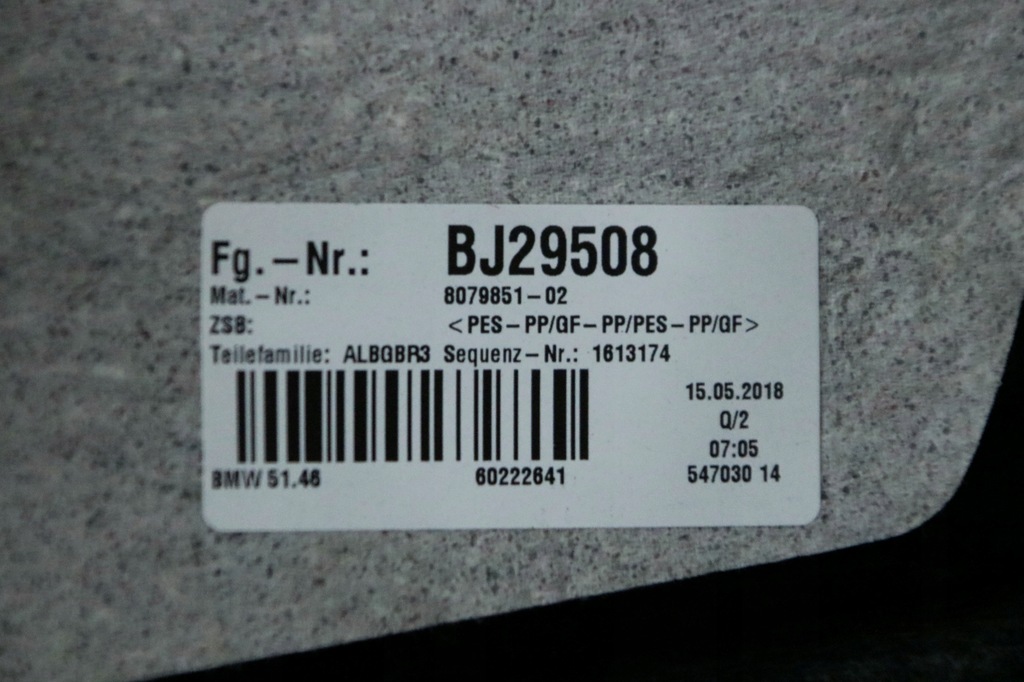 Fg.-Nr.: BJ29508
Mat.-Nr.: 8079851-02
ZSB: <PES-PP/GF-PP/PES-PP/GF>
Teilefamilie: ALBGBR3 Sequenz-Nr.: 1613174
15.05.2018
Q/2
07:05
BMW 51.46 60222641 547030 14